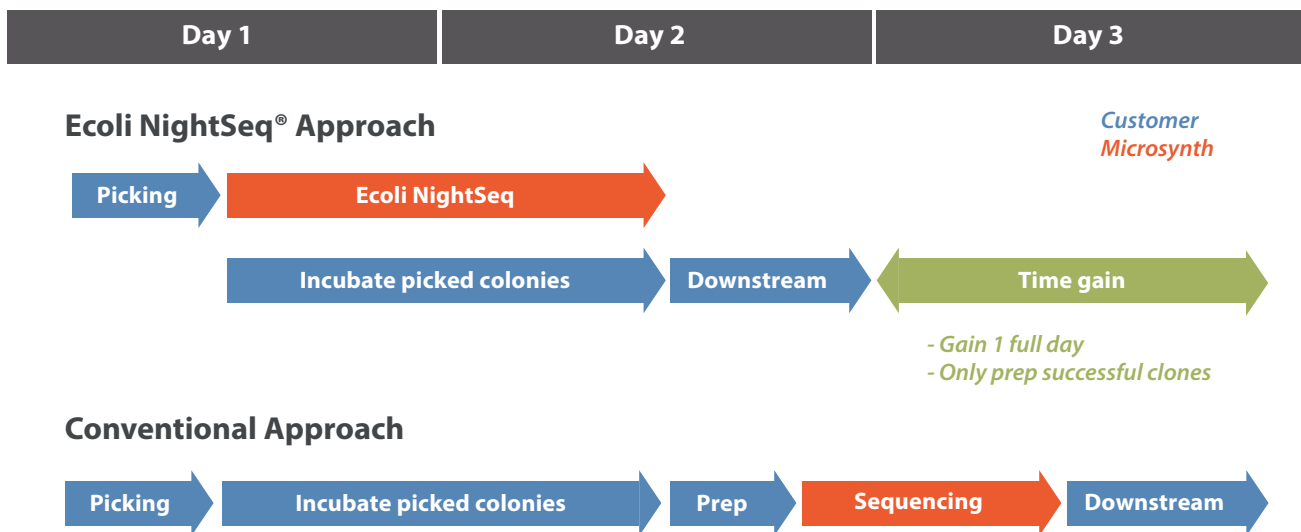 Day 1
Day 2
Day 3
Ecoli NightSeq® Approach
Customer
Microsynth
Picking
Ecoli NightSeq
Incubate picked colonies
Downstream
Time gain
- Gain 1 full day
- Only prep successful clones
Conventional Approach
Picking
Incubate picked colonies
Prep
Sequencing
Downstream